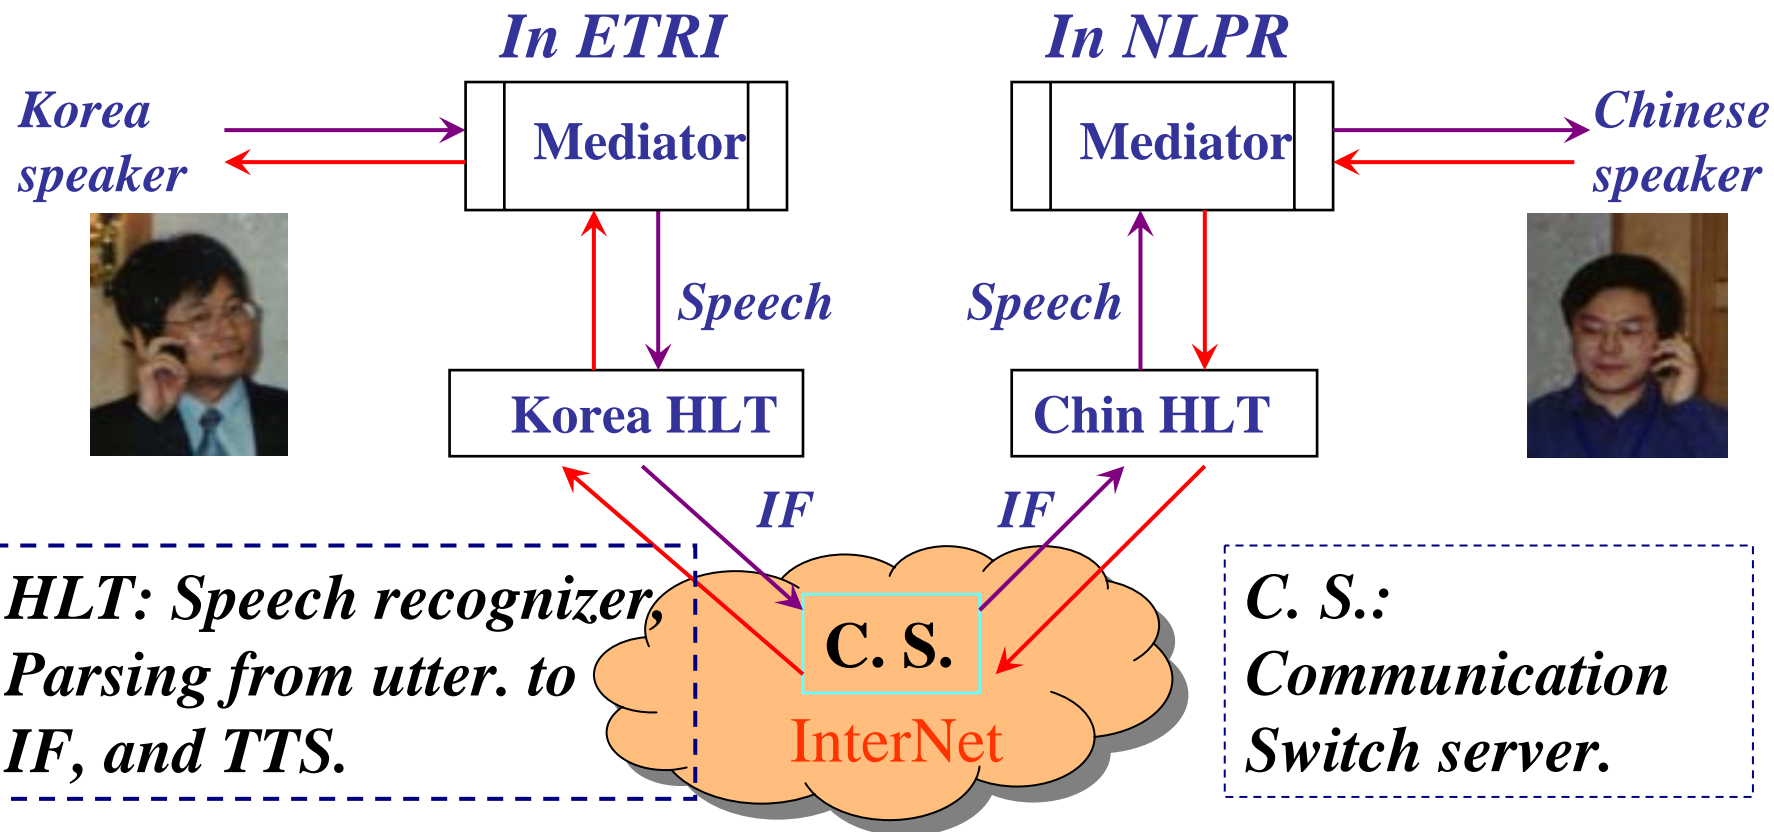 In ETRI
In NLPR
Korea
speaker
Mediator
Mediator
Chinese
speaker
Speech
Speech
Korea HLT
Chin HLT
IF
IF
HLT: Speech recognizer,
Parsing from utter. to
IF, and TTS.
C. S.
InterNet
C. S.:
Communication
Switch server.